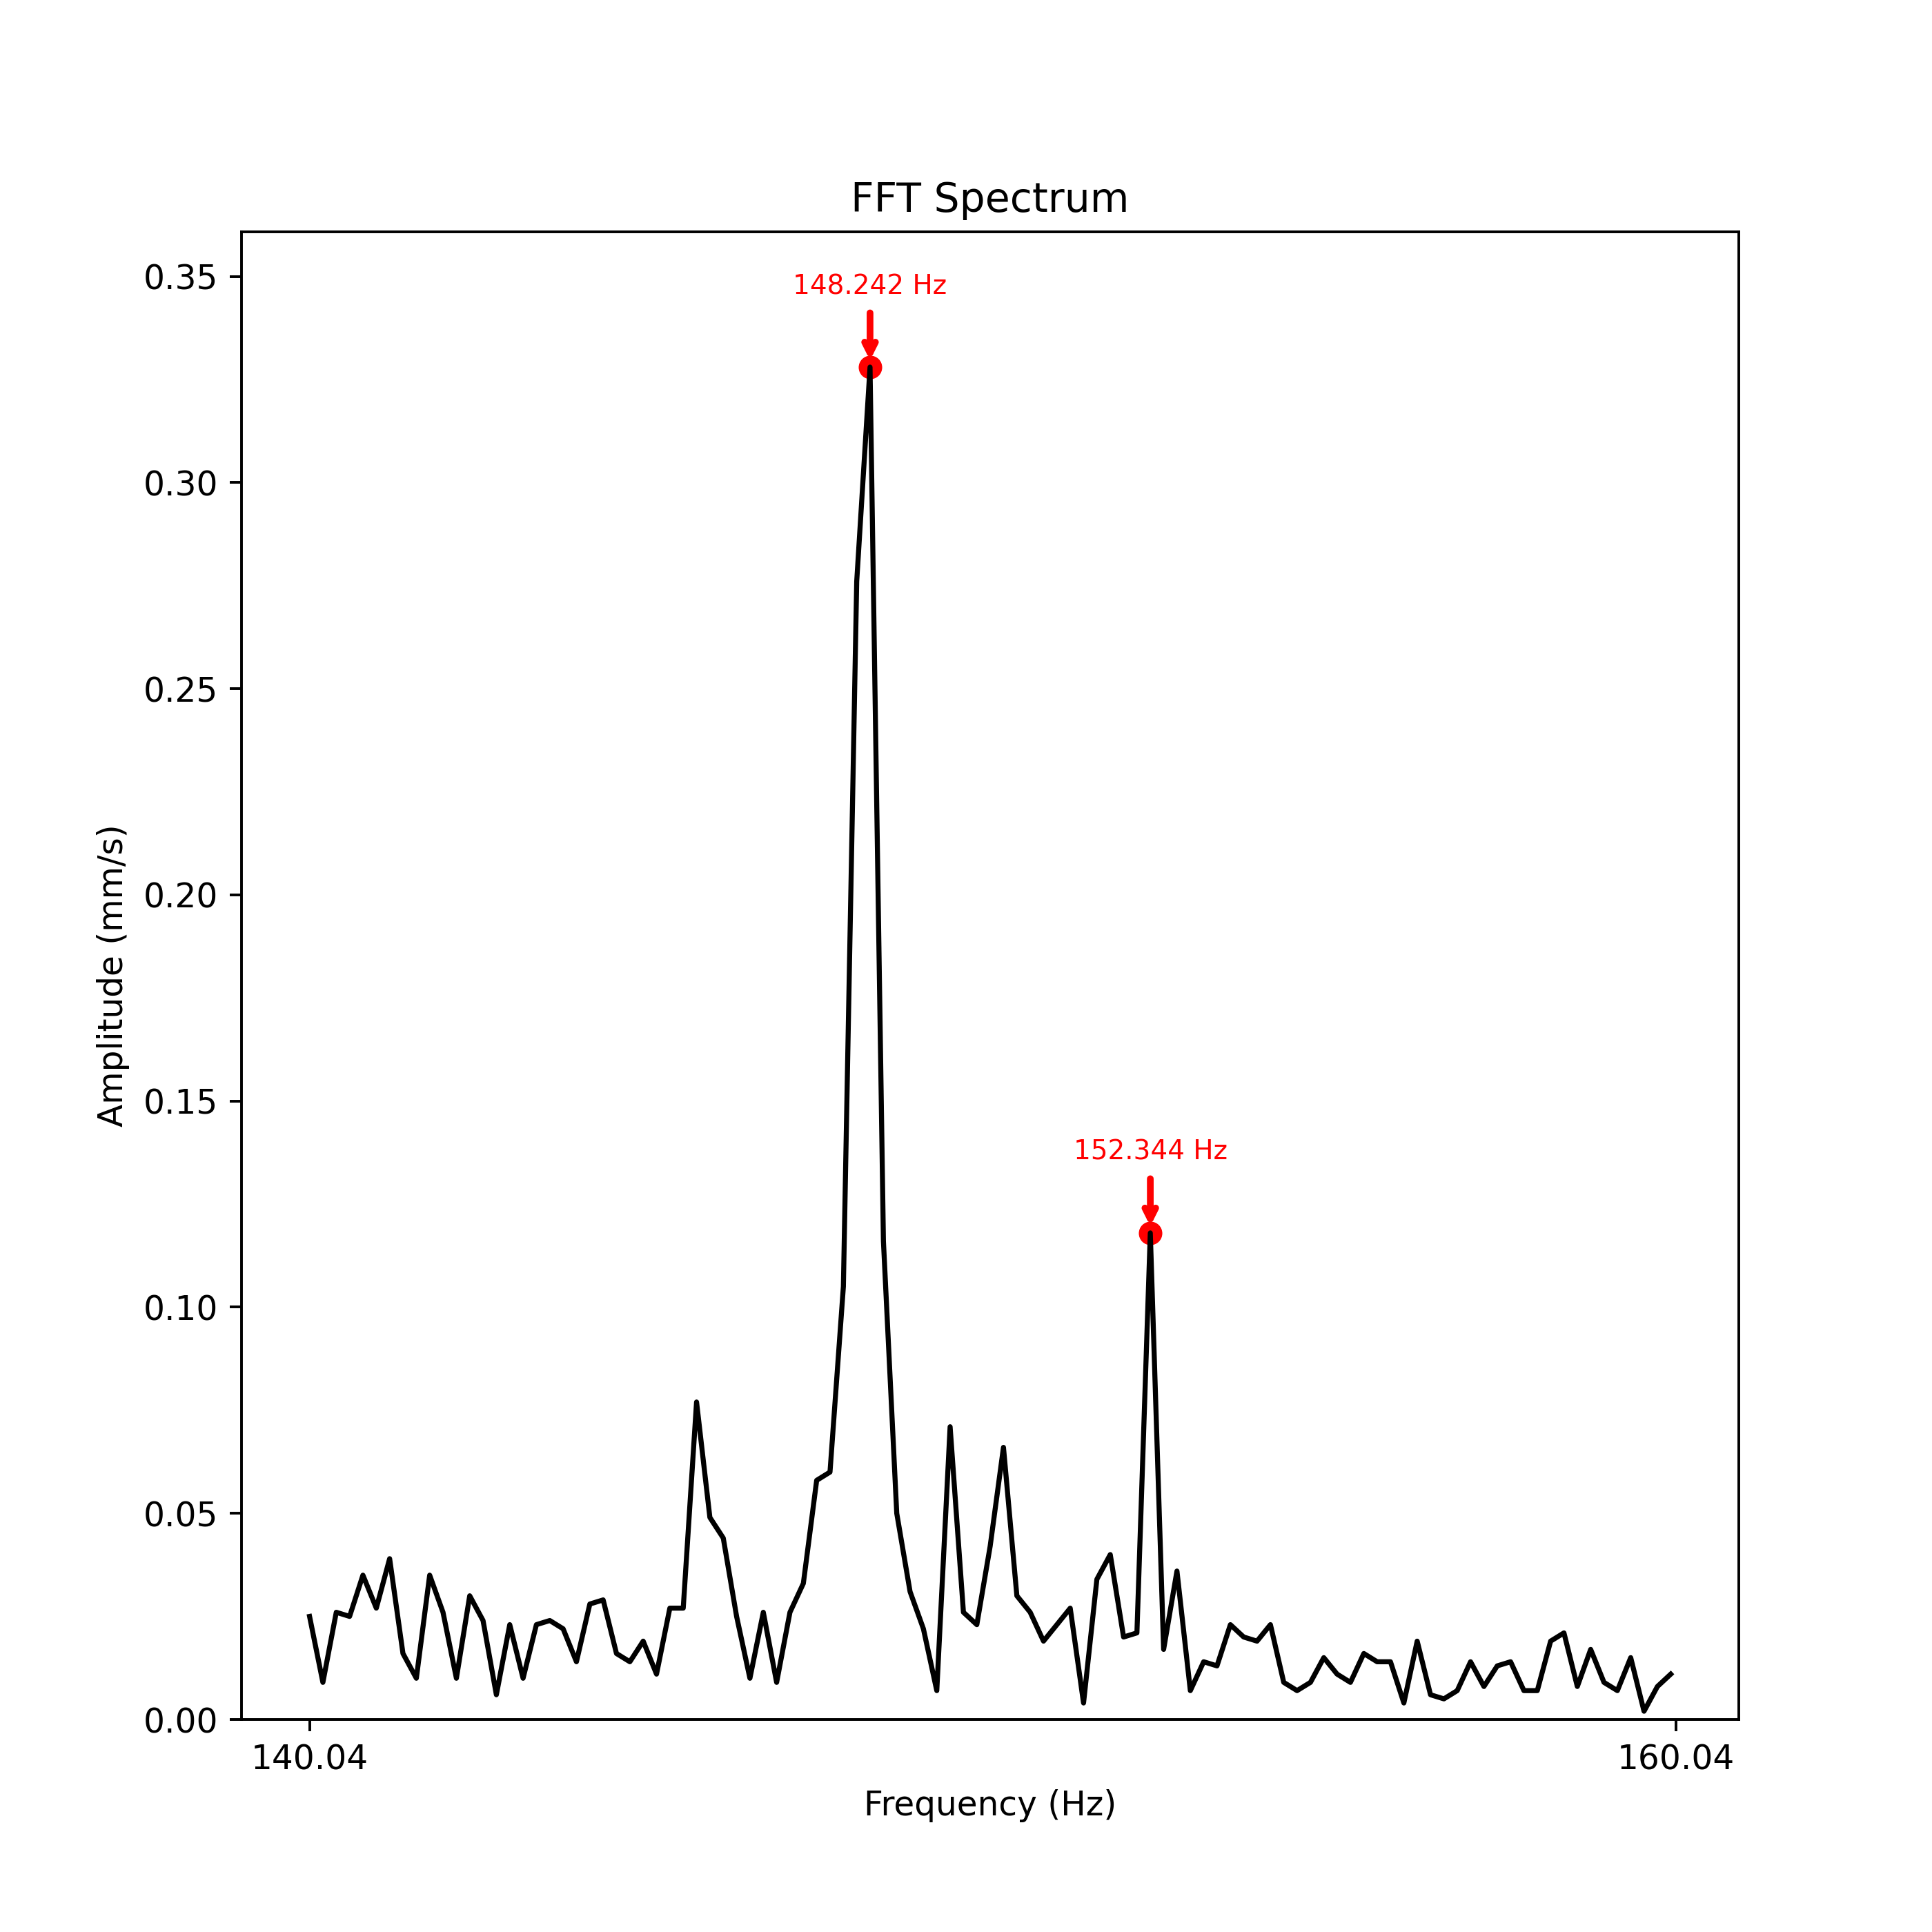 FFT Spectrum
0.35
0.30
0.25
0.20
0.15
0.10
0.05
0.00
Amplitude (mm/s)
148.242 Hz
152.344 Hz
140.04
160.04
Frequency (Hz)